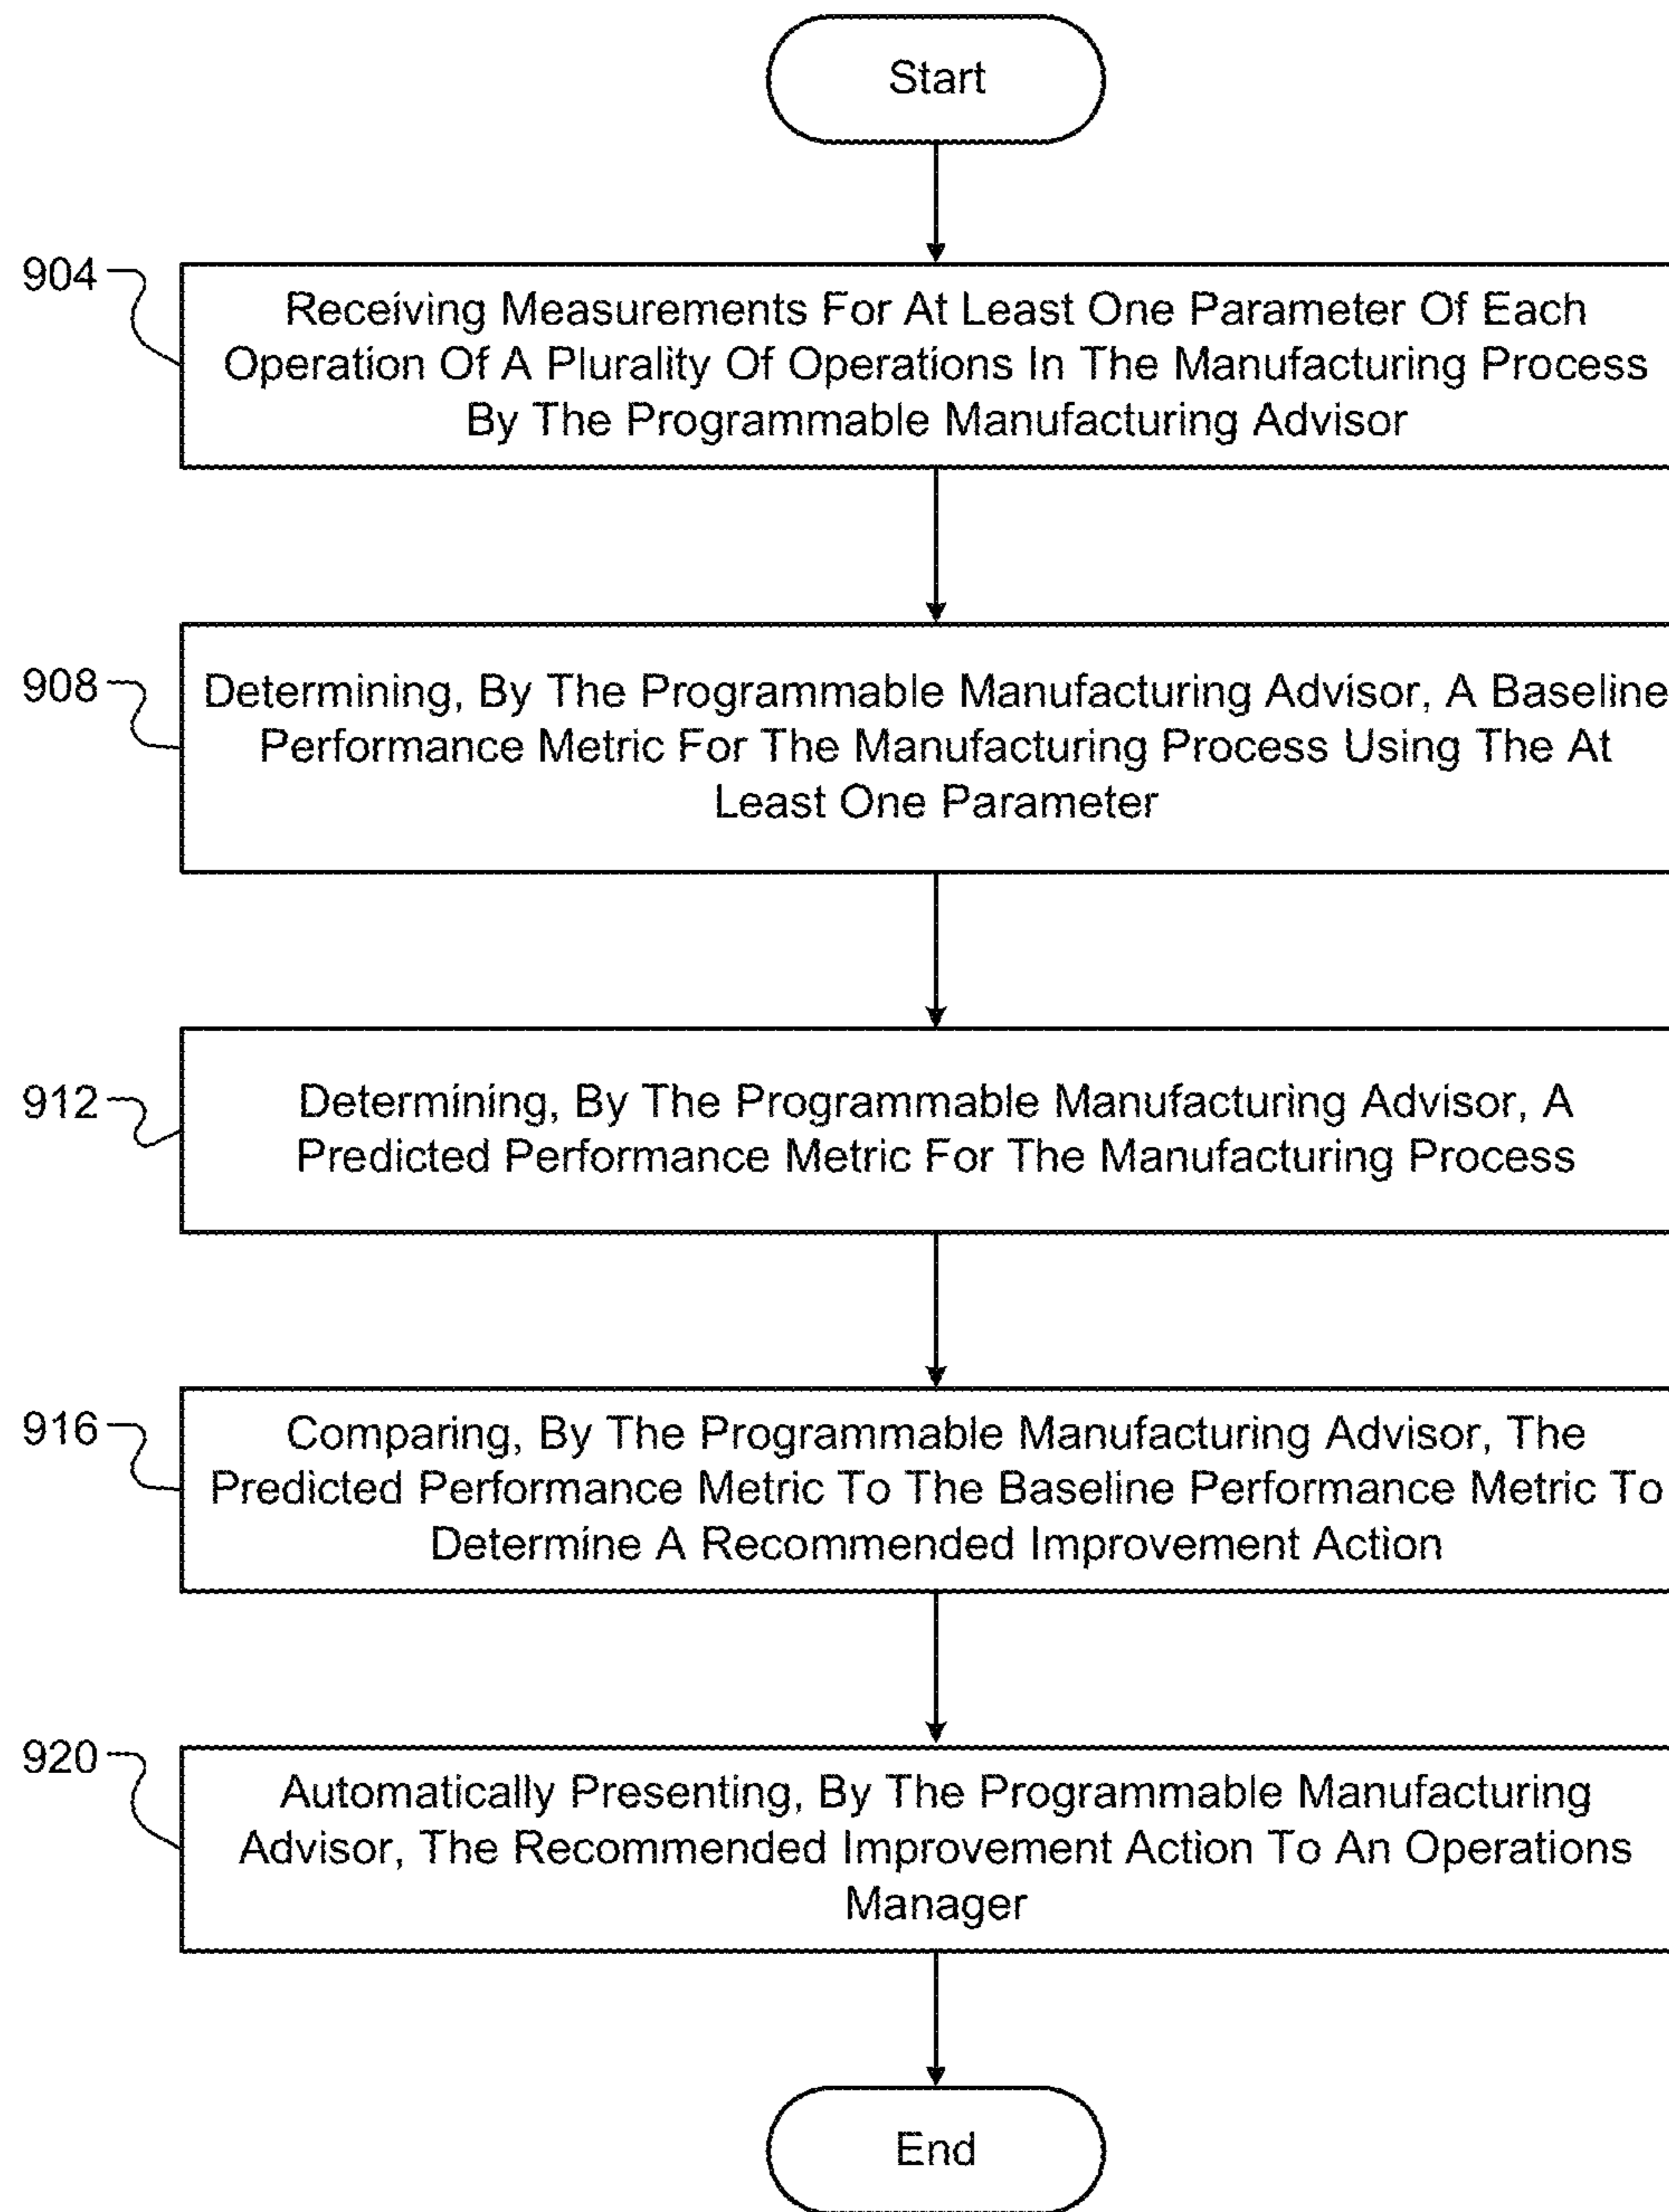 Start
904
Receiving Measurements For At Least One Parameter Of Each
Operation Of A Plurality Of Operations In The Manufacturing Process
By The Programmable Manufacturing Advisor
908
Determining, By The Programmable Manufacturing Advisor, A Baseline
Performance Metric For The Manufacturing Process Using The At
Least One Parameter
912
Determining, By The Programmable Manufacturing Advisor, A
Predicted Performance Metric For The Manufacturing Process
916
Comparing, By The Programmable Manufacturing Advisor, The
Predicted Performance Metric To The Baseline Performance Metric To
Determine A Recommended Improvement Action
920
Automatically Presenting, By The Programmable Manufacturing
Advisor, The Recommended Improvement Action To An Operations
Manager
End